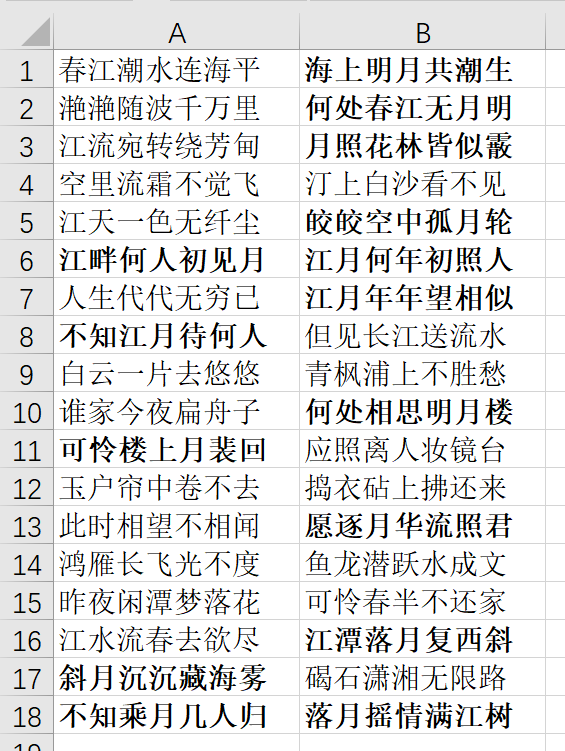 A B
1 春江潮水连海平 海上明月共潮生
2 滟滟随波千万里 何处春江无月明
3 江流宛转绕芳甸 月照花林皆似霰
4 空里流霜不觉飞 汀上白沙看不见
5 江天一色无纤尘 皎皎空中孤月轮
6 江畔何人初见月 江月何年初照人
7 人生代代无穷已 江月年年望相似
8 不知江月待何人 但见长江送流水
9 白云一片去悠悠 青枫浦上不胜愁
10 谁家今夜扁舟子 何处相思明月楼
11 可怜楼上月裴回 应照离人妆镜台
12 玉户帘中卷不去 捣衣砧上拂还来
13 此时相望不相闻 愿逐月华流照君
14 鸿雁长飞光不度 鱼龙潜跃水成文
15 昨夜闲潭梦落花 可怜春半不还家
16 江水流春去欲尽 江潭落月复西斜
17 斜月沉沉藏海雾 碣石潇湘无限路
18 不知乘月几人归 落月摇情满江树